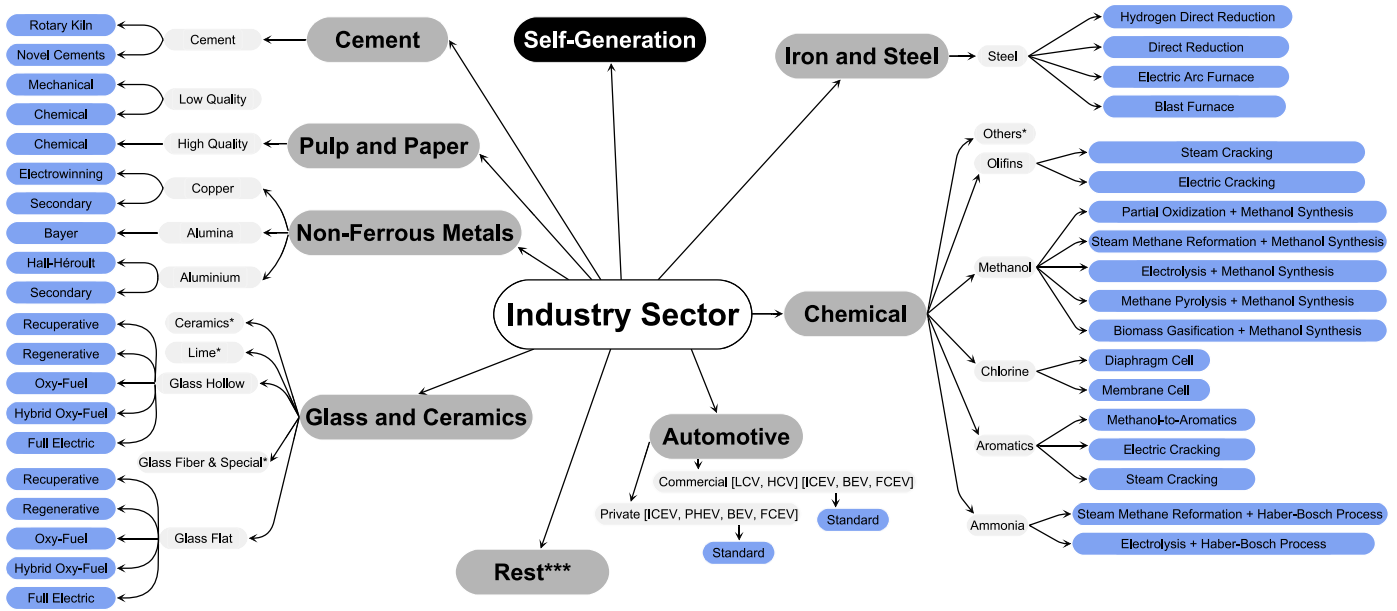 Industry Sector
Self-Generation
Cement
Cement
Rotary Kiln
Novel Cements
Pulp and Paper
Low Quality
Mechanical
Chemical
High Quality
Chemical
Non-Ferrous Metals
Copper
Electrowinning
Secondary
Alumina
Bayer
Aluminium
Hall-Héroult
Secondary
Glass and Ceramics
Ceramics*
Lime*
Glass Hollow
Recuperative
Regenerative
Oxy-Fuel
Hybrid Oxy-Fuel
Full Electric
Glass Fiber & Special*
Glass Flat
Recuperative
Regenerative
Oxy-Fuel
Hybrid Oxy-Fuel
Full Electric
Rest***
Automotive
Commercial [LCV, HCV] [ICEV, BEV, FCEV]
Standard
Private [ICEV, PHEV, BEV, FCEV]
Standard
Iron and Steel
Steel
Hydrogen Direct Reduction
Direct Reduction
Electric Arc Furnace
Blast Furnace
Chemical
Others*
Olifins
Steam Cracking
Electric Cracking
Methanol
Partial Oxidization + Methanol Synthesis
Steam Methane Reformation + Methanol Synthesis
Electrolysis + Methanol Synthesis
Methane Pyrolysis + Methanol Synthesis
Biomass Gasification + Methanol Synthesis
Chlorine
Diaphragm Cell
Membrane Cell
Aromatics
Methanol-to-Aromatics
Electric Cracking
Steam Cracking
Ammonia
Steam Methane Reformation + Haber-Bosch Process
Electrolysis + Haber-Bosch Process